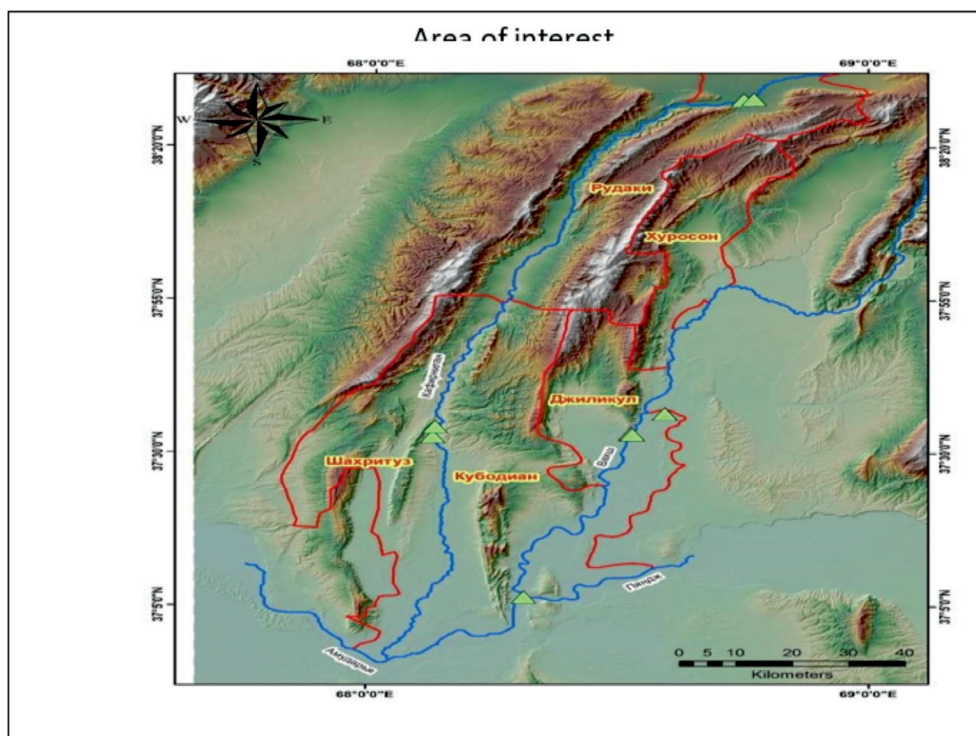 Area of interest
68°0'0"E 69°0'0"E
W E
S
38°20'N 38°20'N
Рудаки
Хуросон
37°55'N 37°55'N
Кафирниган
Джиликул
37°30'N 37°30'N
Шахритуз
Кубодиан
Вахш
Пяндж
37°5'N 37°5'N
Амударье
0 5 10 20 30 40
Kilometers
68°0'0"E 69°0'0"E